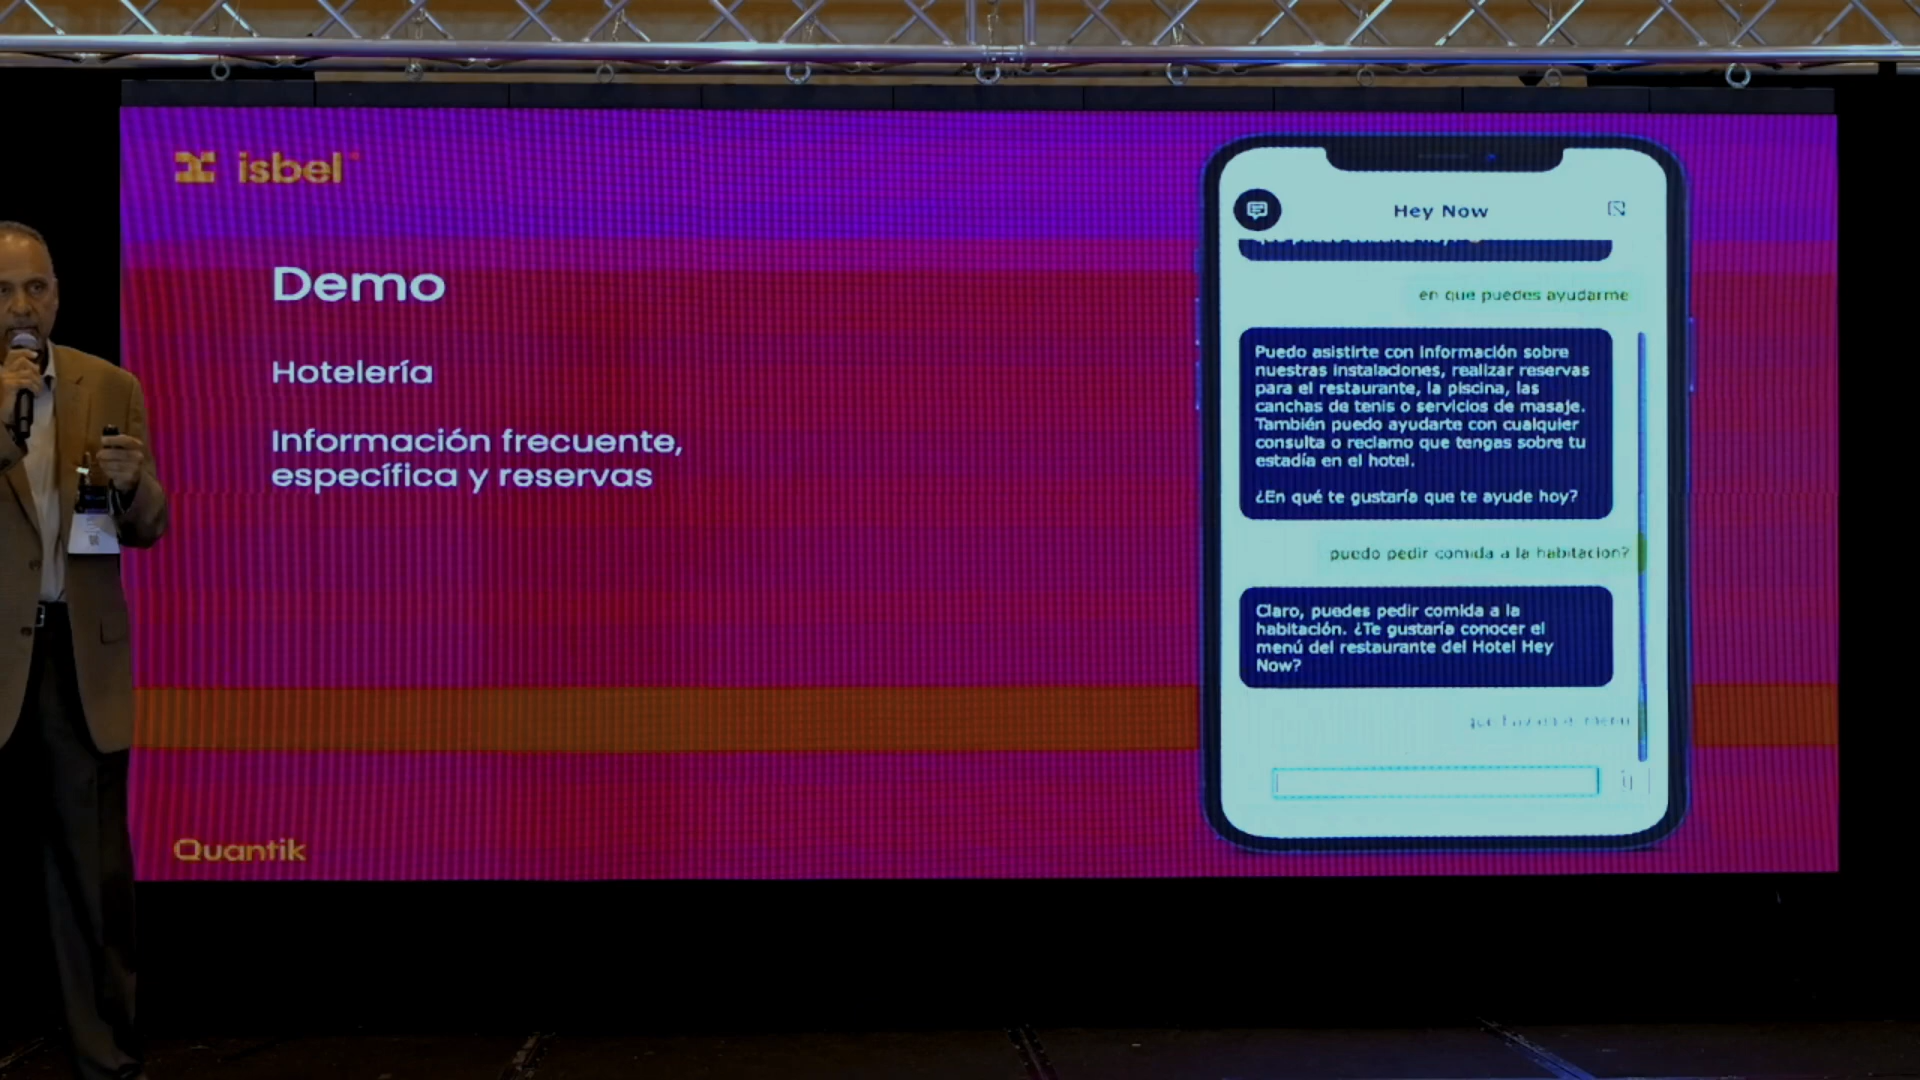 isbel
Demo
Hotelería
Información frecuente,
específica y reservas
Quantik
Hey Now
en que puedes ayudarme
Puedo asistirte con información sobre
nuestras instalaciones, realizar reservas
para el restaurante, la piscina, las
canchas de tenis o servicios de masaje.
También puedo ayudarte con cualquier
consulta o reclamo que tengas sobre tu
estadía en el hotel.
¿En qué te gustaría que te ayude hoy?
puedo pedir comida a la habitacion?
Claro, puedes pedir comida a la
habitación. ¿Te gustaría conocer el
menú del restaurante del Hotel Hey
Now?